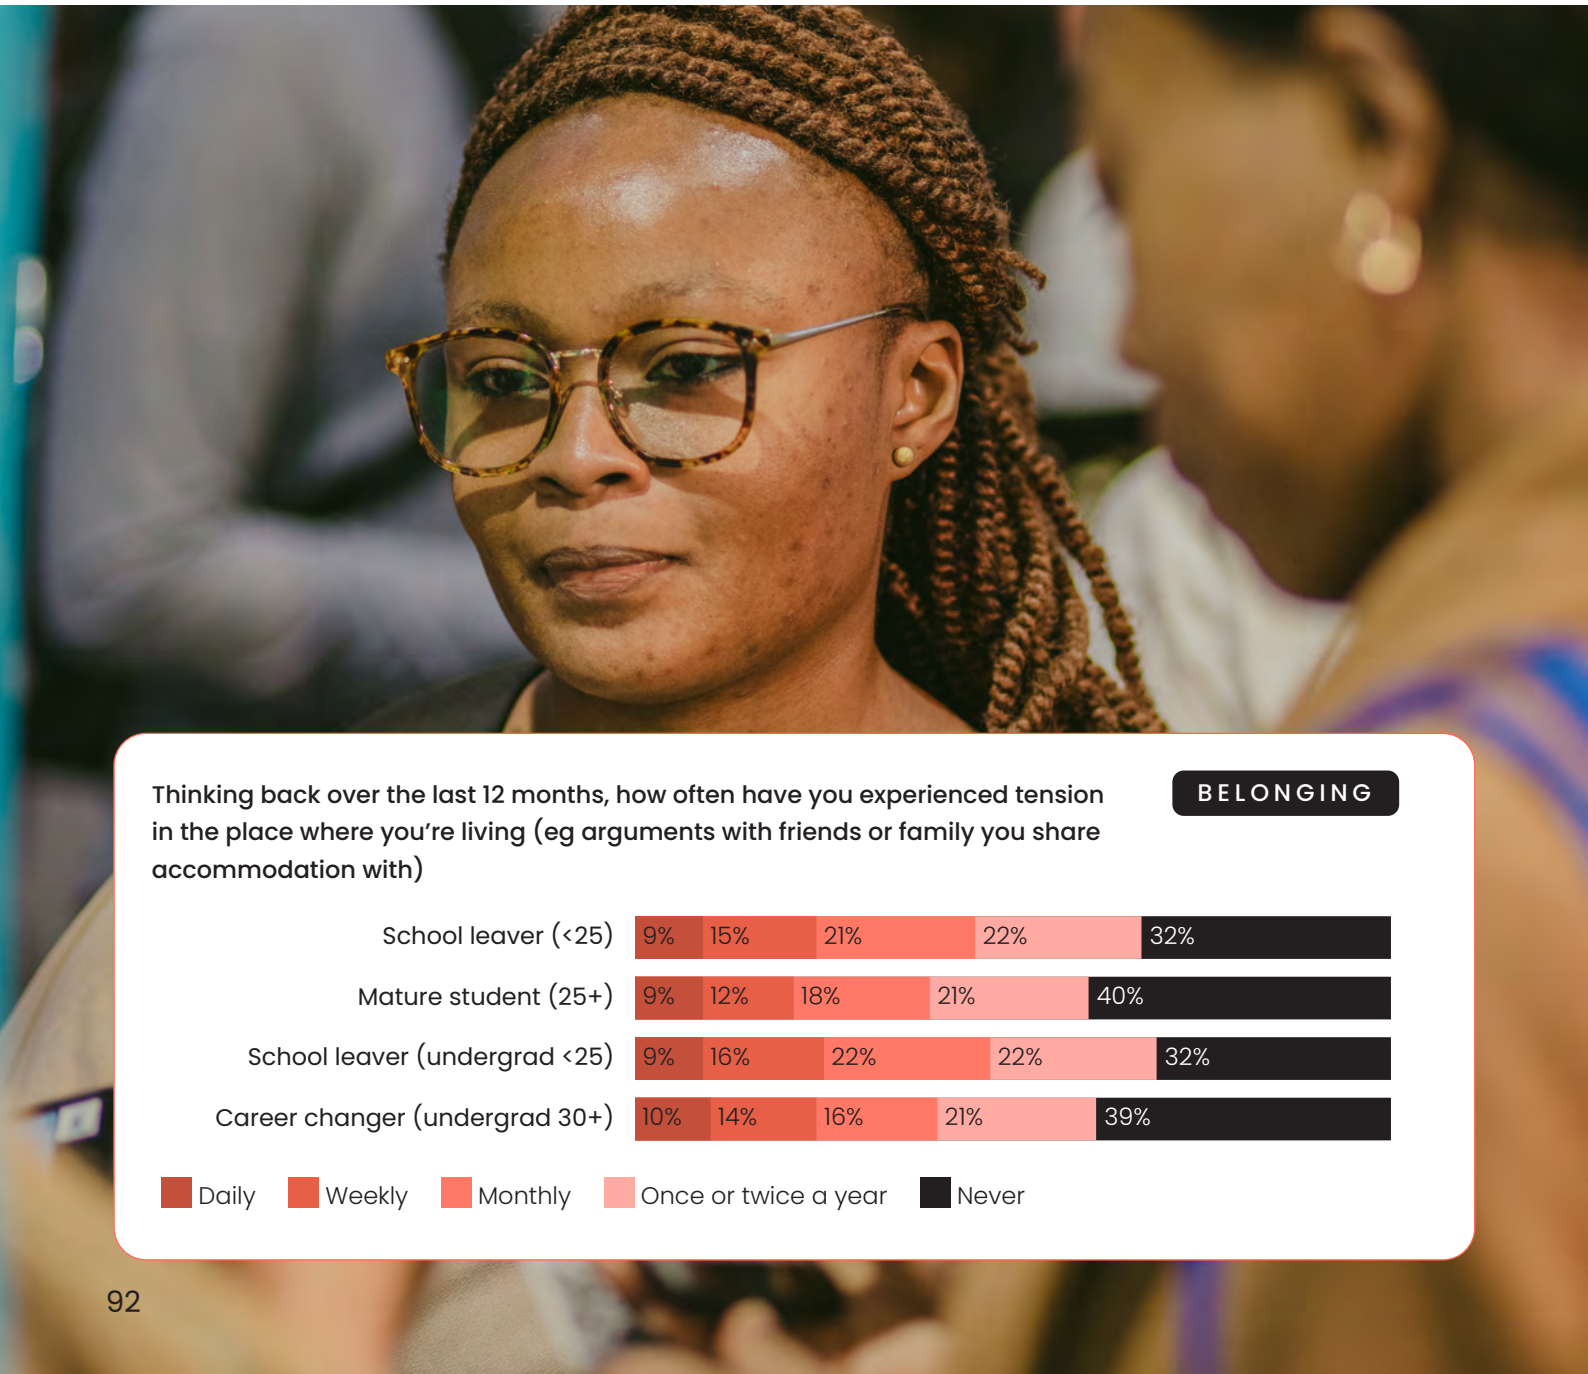 Thinking back over the last 12 months, how often have you experienced tension
in the place where you’re living (eg arguments with friends or family you share
accommodation with)
BELONGING
School leaver (<25) 9% 15% 21% 22% 32%
Mature student (25+) 9% 12% 18% 21% 40%
School leaver (undergrad <25) 9% 16% 22% 22% 32%
Career changer (undergrad 30+) 10% 14% 16% 21% 39%
Daily Weekly Monthly Once or twice a year Never
92